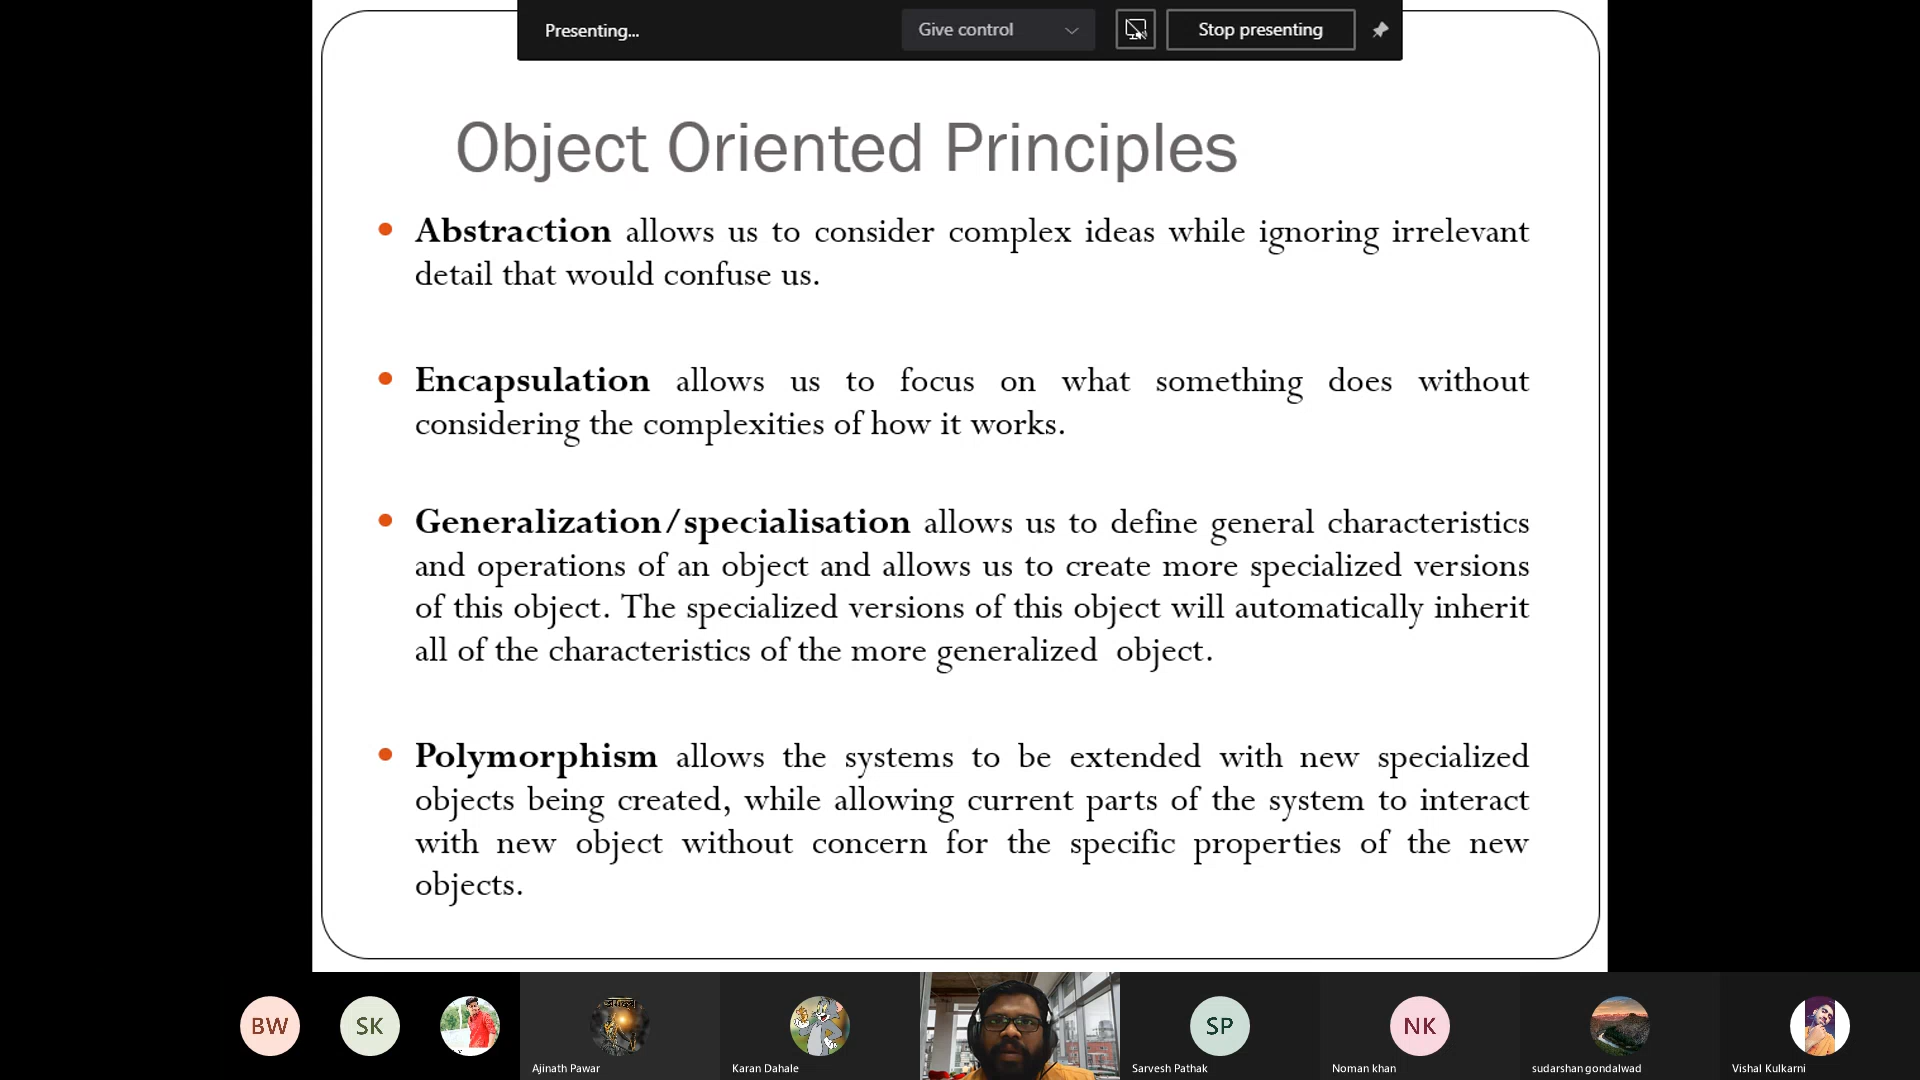 Presenting...
Give control
Stop presenting
Object Oriented Principles
• Abstraction allows us to consider complex ideas while ignoring irrelevant
detail that would confuse us.
• Encapsulation allows us to focus on what something does without
considering the complexities of how it works.
• Generalization/specialisation allows us to define general characteristics
and operations of an object and allows us to create more specialized versions
of this object. The specialized versions of this object will automatically inherit
all of the characteristics of the more generalized object.
• Polymorphism allows the systems to be extended with new specialized
objects being created, while allowing current parts of the system to interact
with new object without concern for the specific properties of the new
objects.
BW
SK
SP
NK
Ajinath Pawar
Karan Dahale
Sarvesh Pathak
Noman khan
sudarshan gondalwad
Vishal Kulkarni